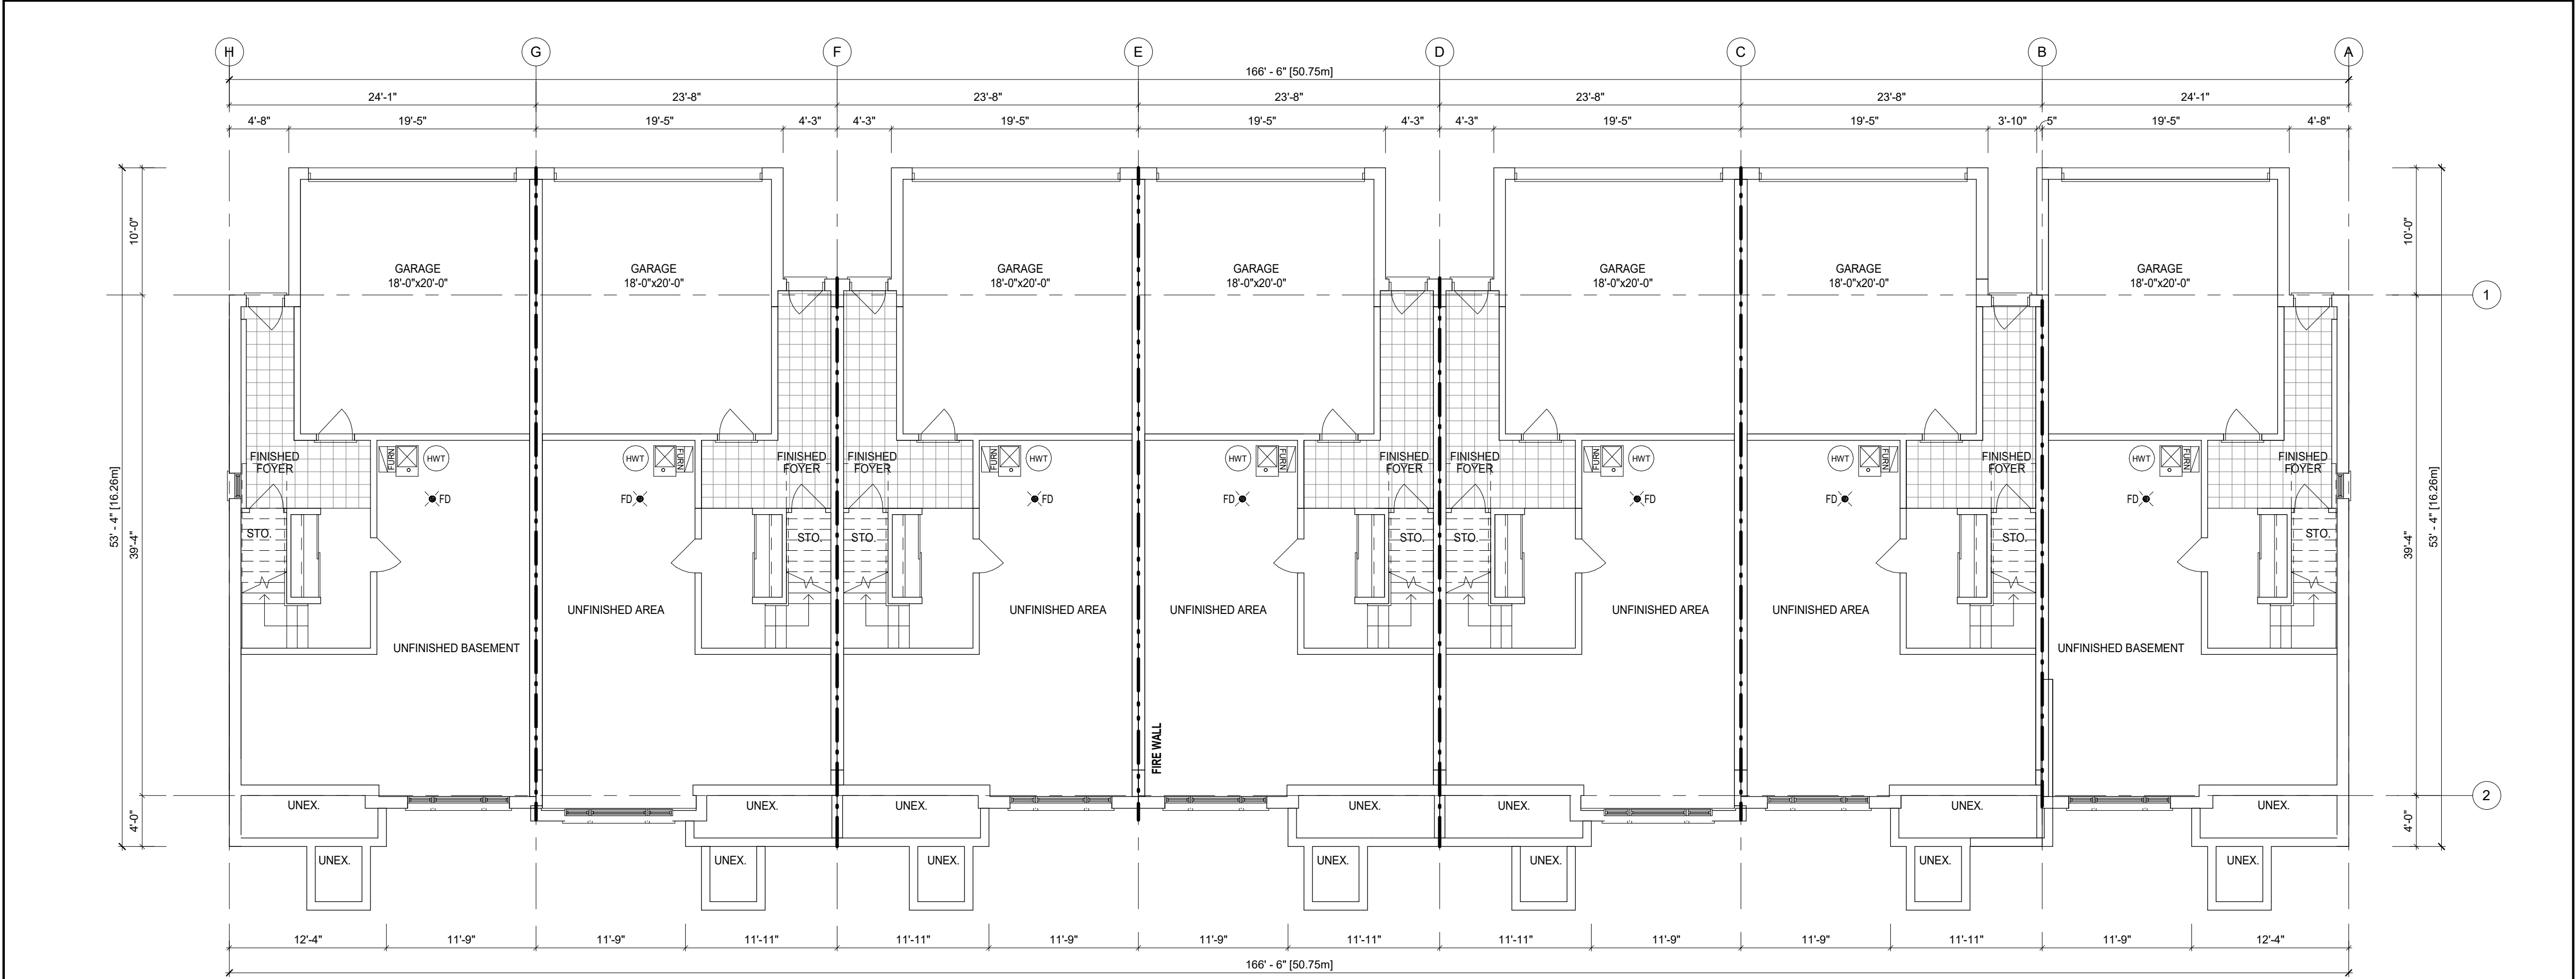 H G F E D C B A
166' - 6" [50.75m]
24'-1" 23'-8" 23'-8" 23'-8" 23'-8" 23'-8" 24'-1"
4'-8" 19'-5" 19'-5" 4'-3" 4'-3" 19'-5" 19'-5" 4'-3" 4'-3" 19'-5" 19'-5" 3'-10" 5" 19'-5" 4'-8"
10'-0" 10'-0"
GARAGE GARAGE GARAGE GARAGE GARAGE GARAGE GARAGE
18'-0"x20'-0" 18'-0"x20'-0" 18'-0"x20'-0" 18'-0"x20'-0" 18'-0"x20'-0" 18'-0"x20'-0" 18'-0"x20'-0"
1
FINISHED FINISHED FINISHED FINISHED FINISHED FINISHED FINISHED
FOYER FOYER FOYER FOYER FOYER FOYER FOYER
FURN HWT HWT FURN FURN HWT HWT FURN FURN HWT HWT FURN HWT FURN
FD FD FD FD FD FD FD
53' - 4" [16.26m] 53' - 4" [16.26m]
39'-4" 39'-4"
STO. STO. STO. STO. STO. STO. STO.
UNFINISHED AREA UNFINISHED AREA UNFINISHED AREA UNFINISHED AREA UNFINISHED AREA
UNFINISHED BASEMENT UNFINISHED BASEMENT
FIRE WALL
2
4'-0" 4'-0"
UNEX. UNEX. UNEX. UNEX. UNEX. UNEX. UNEX.
UNEX. UNEX. UNEX. UNEX. UNEX. UNEX. UNEX.
12'-4" 11'-9" 11'-9" 11'-11" 11'-11" 11'-9" 11'-9" 11'-11" 11'-11" 11'-9" 11'-9" 11'-11" 11'-9" 12'-4"
166' - 6" [50.75m]